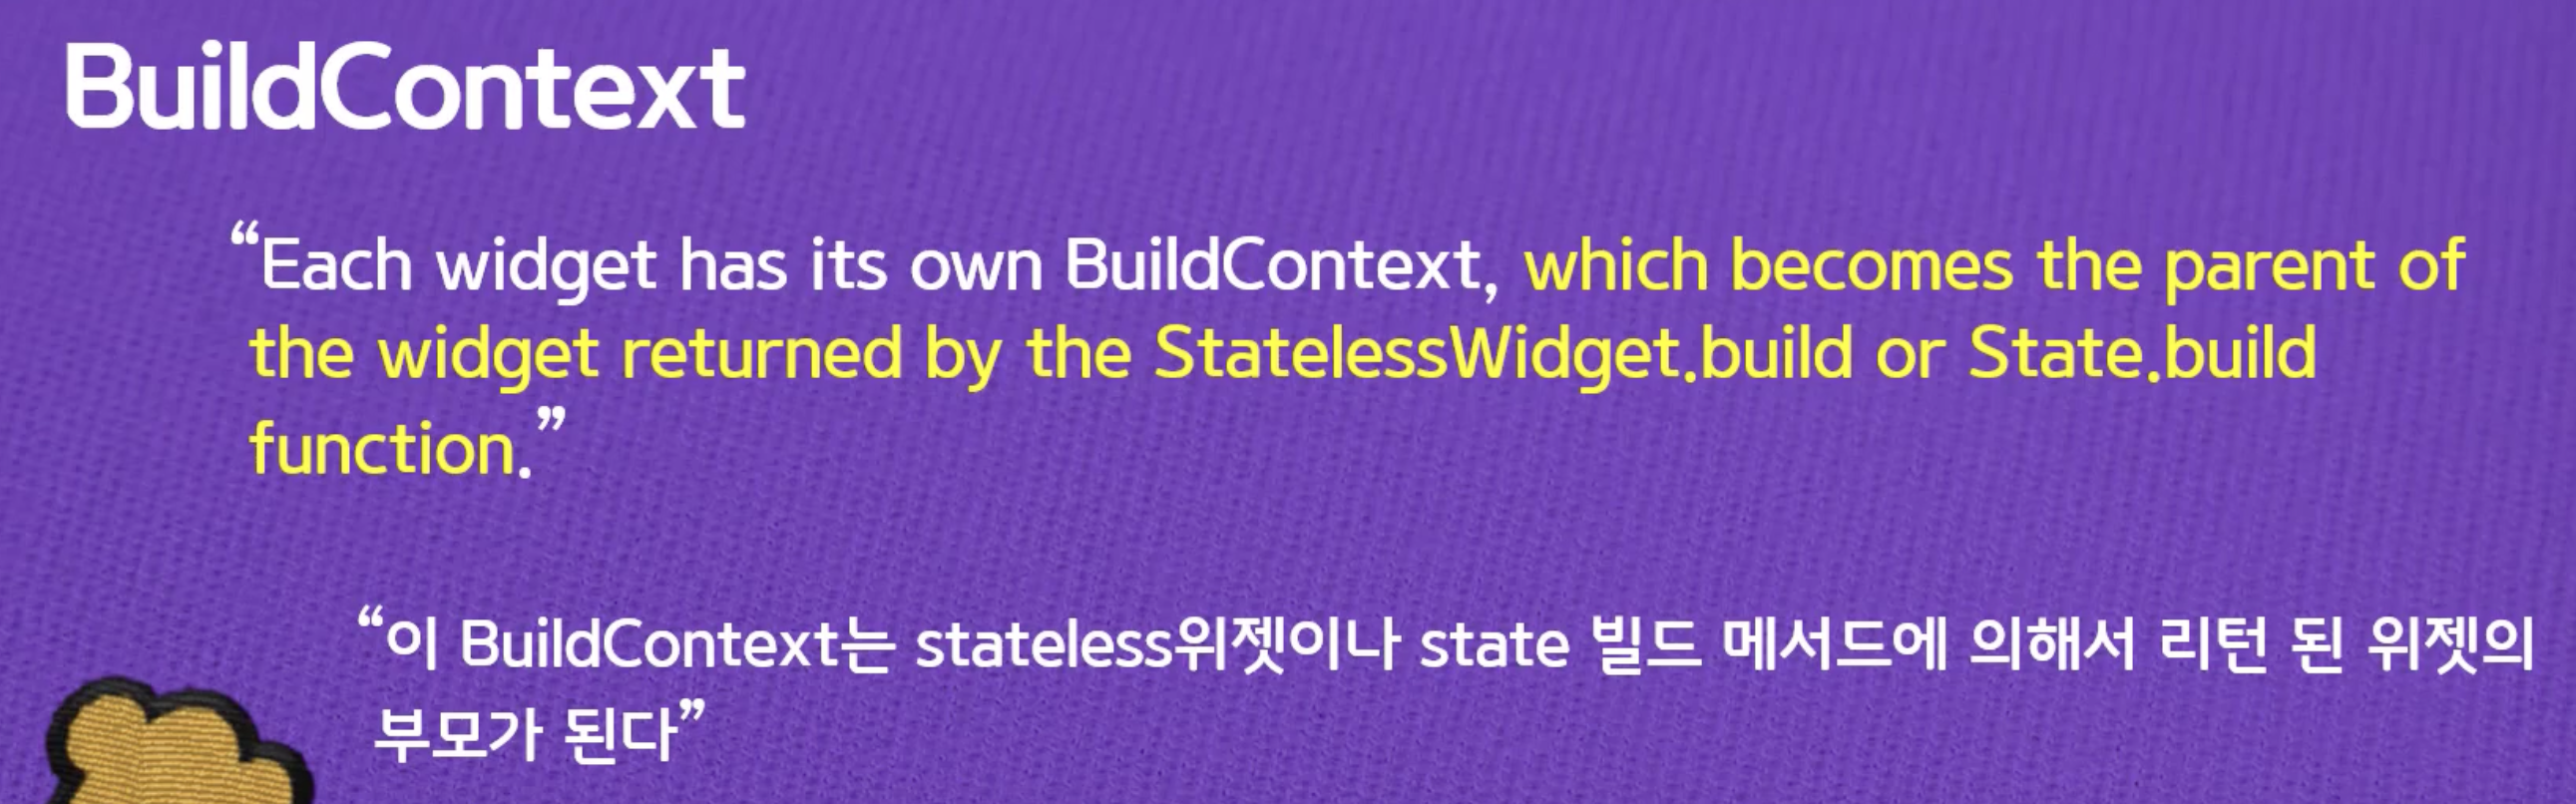 BuildContext
“Each widget has its own BuildContext, which becomes the parent of
the widget returned by the StatelessWidget.build or State.build
function.”
“이 BuildContext는 stateless위젯이나 state 빌드 메서드에 의해서 리턴 된 위젯의
부모가 된다”